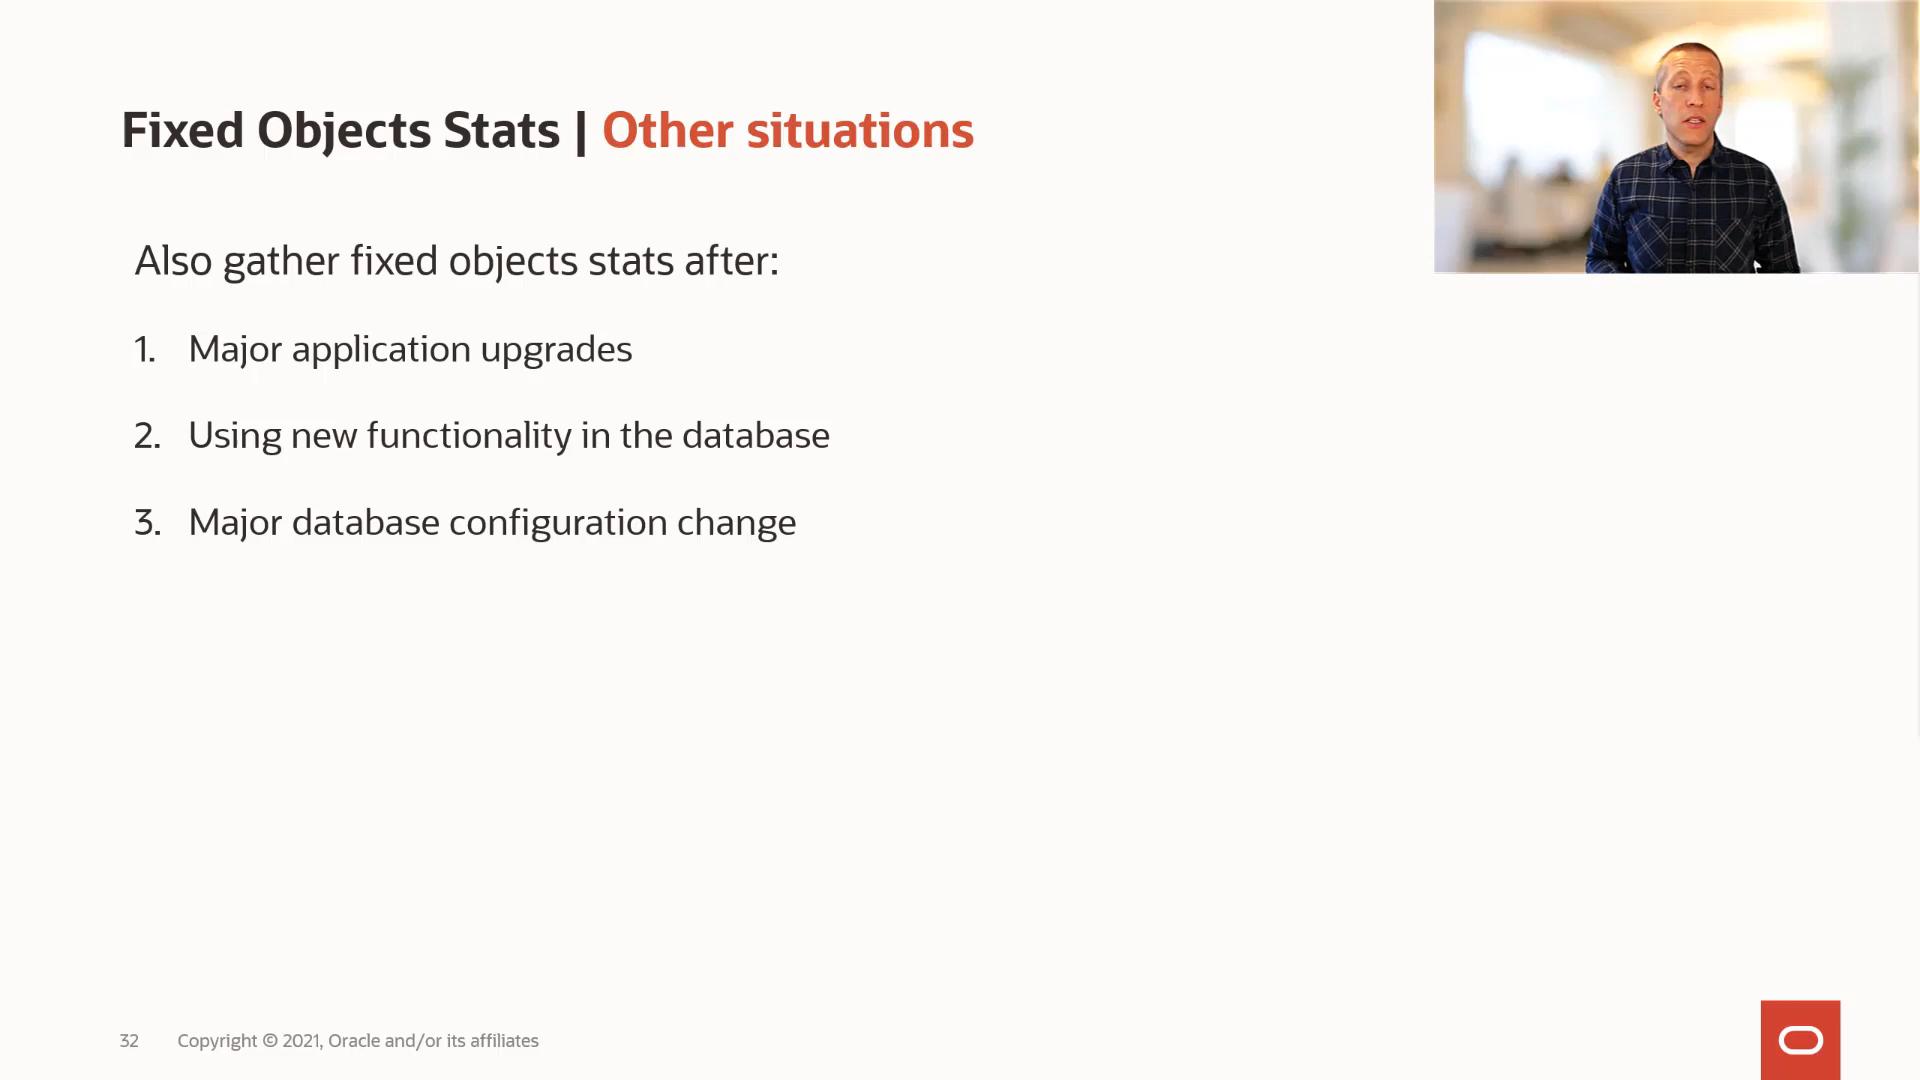 Fixed Objects Stats | Other situations
Also gather fixed objects stats after:
1. Major application upgrades
2. Using new functionality in the database
3. Major database configuration change
32 Copyright © 2021, Oracle and/or its affiliates